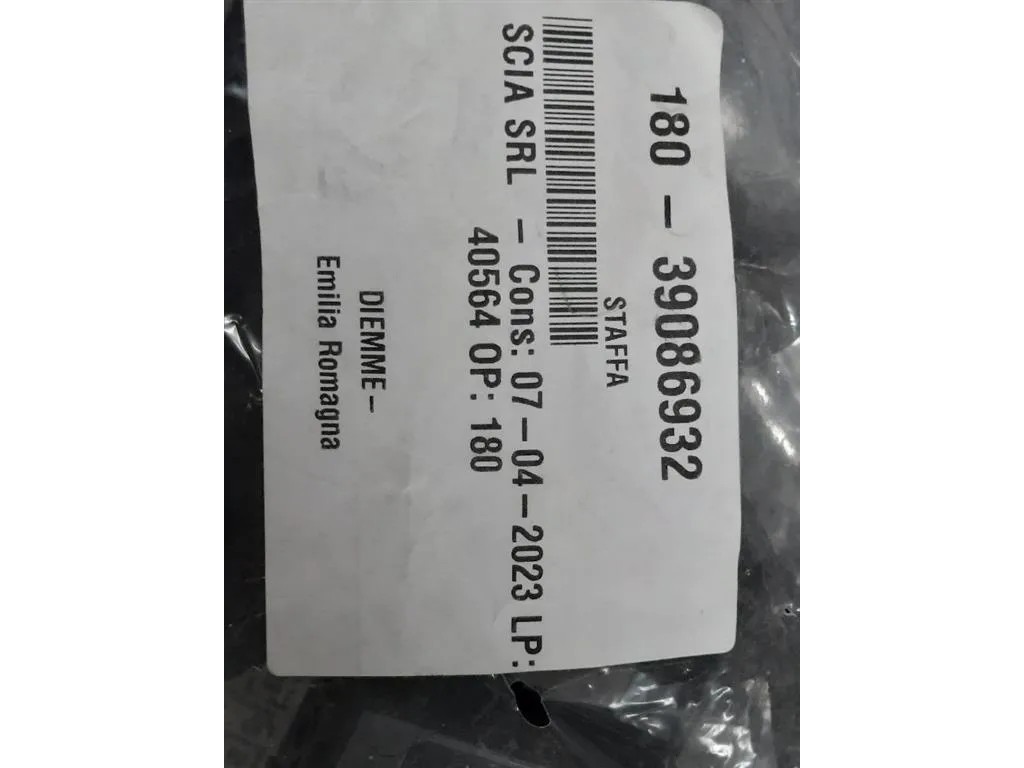 180 - 39086932
STAFFA
SCIA SRL - Cons: 07-04-2023 LP:
40564 OP: 180
DIEMME-
Emilia Romagna